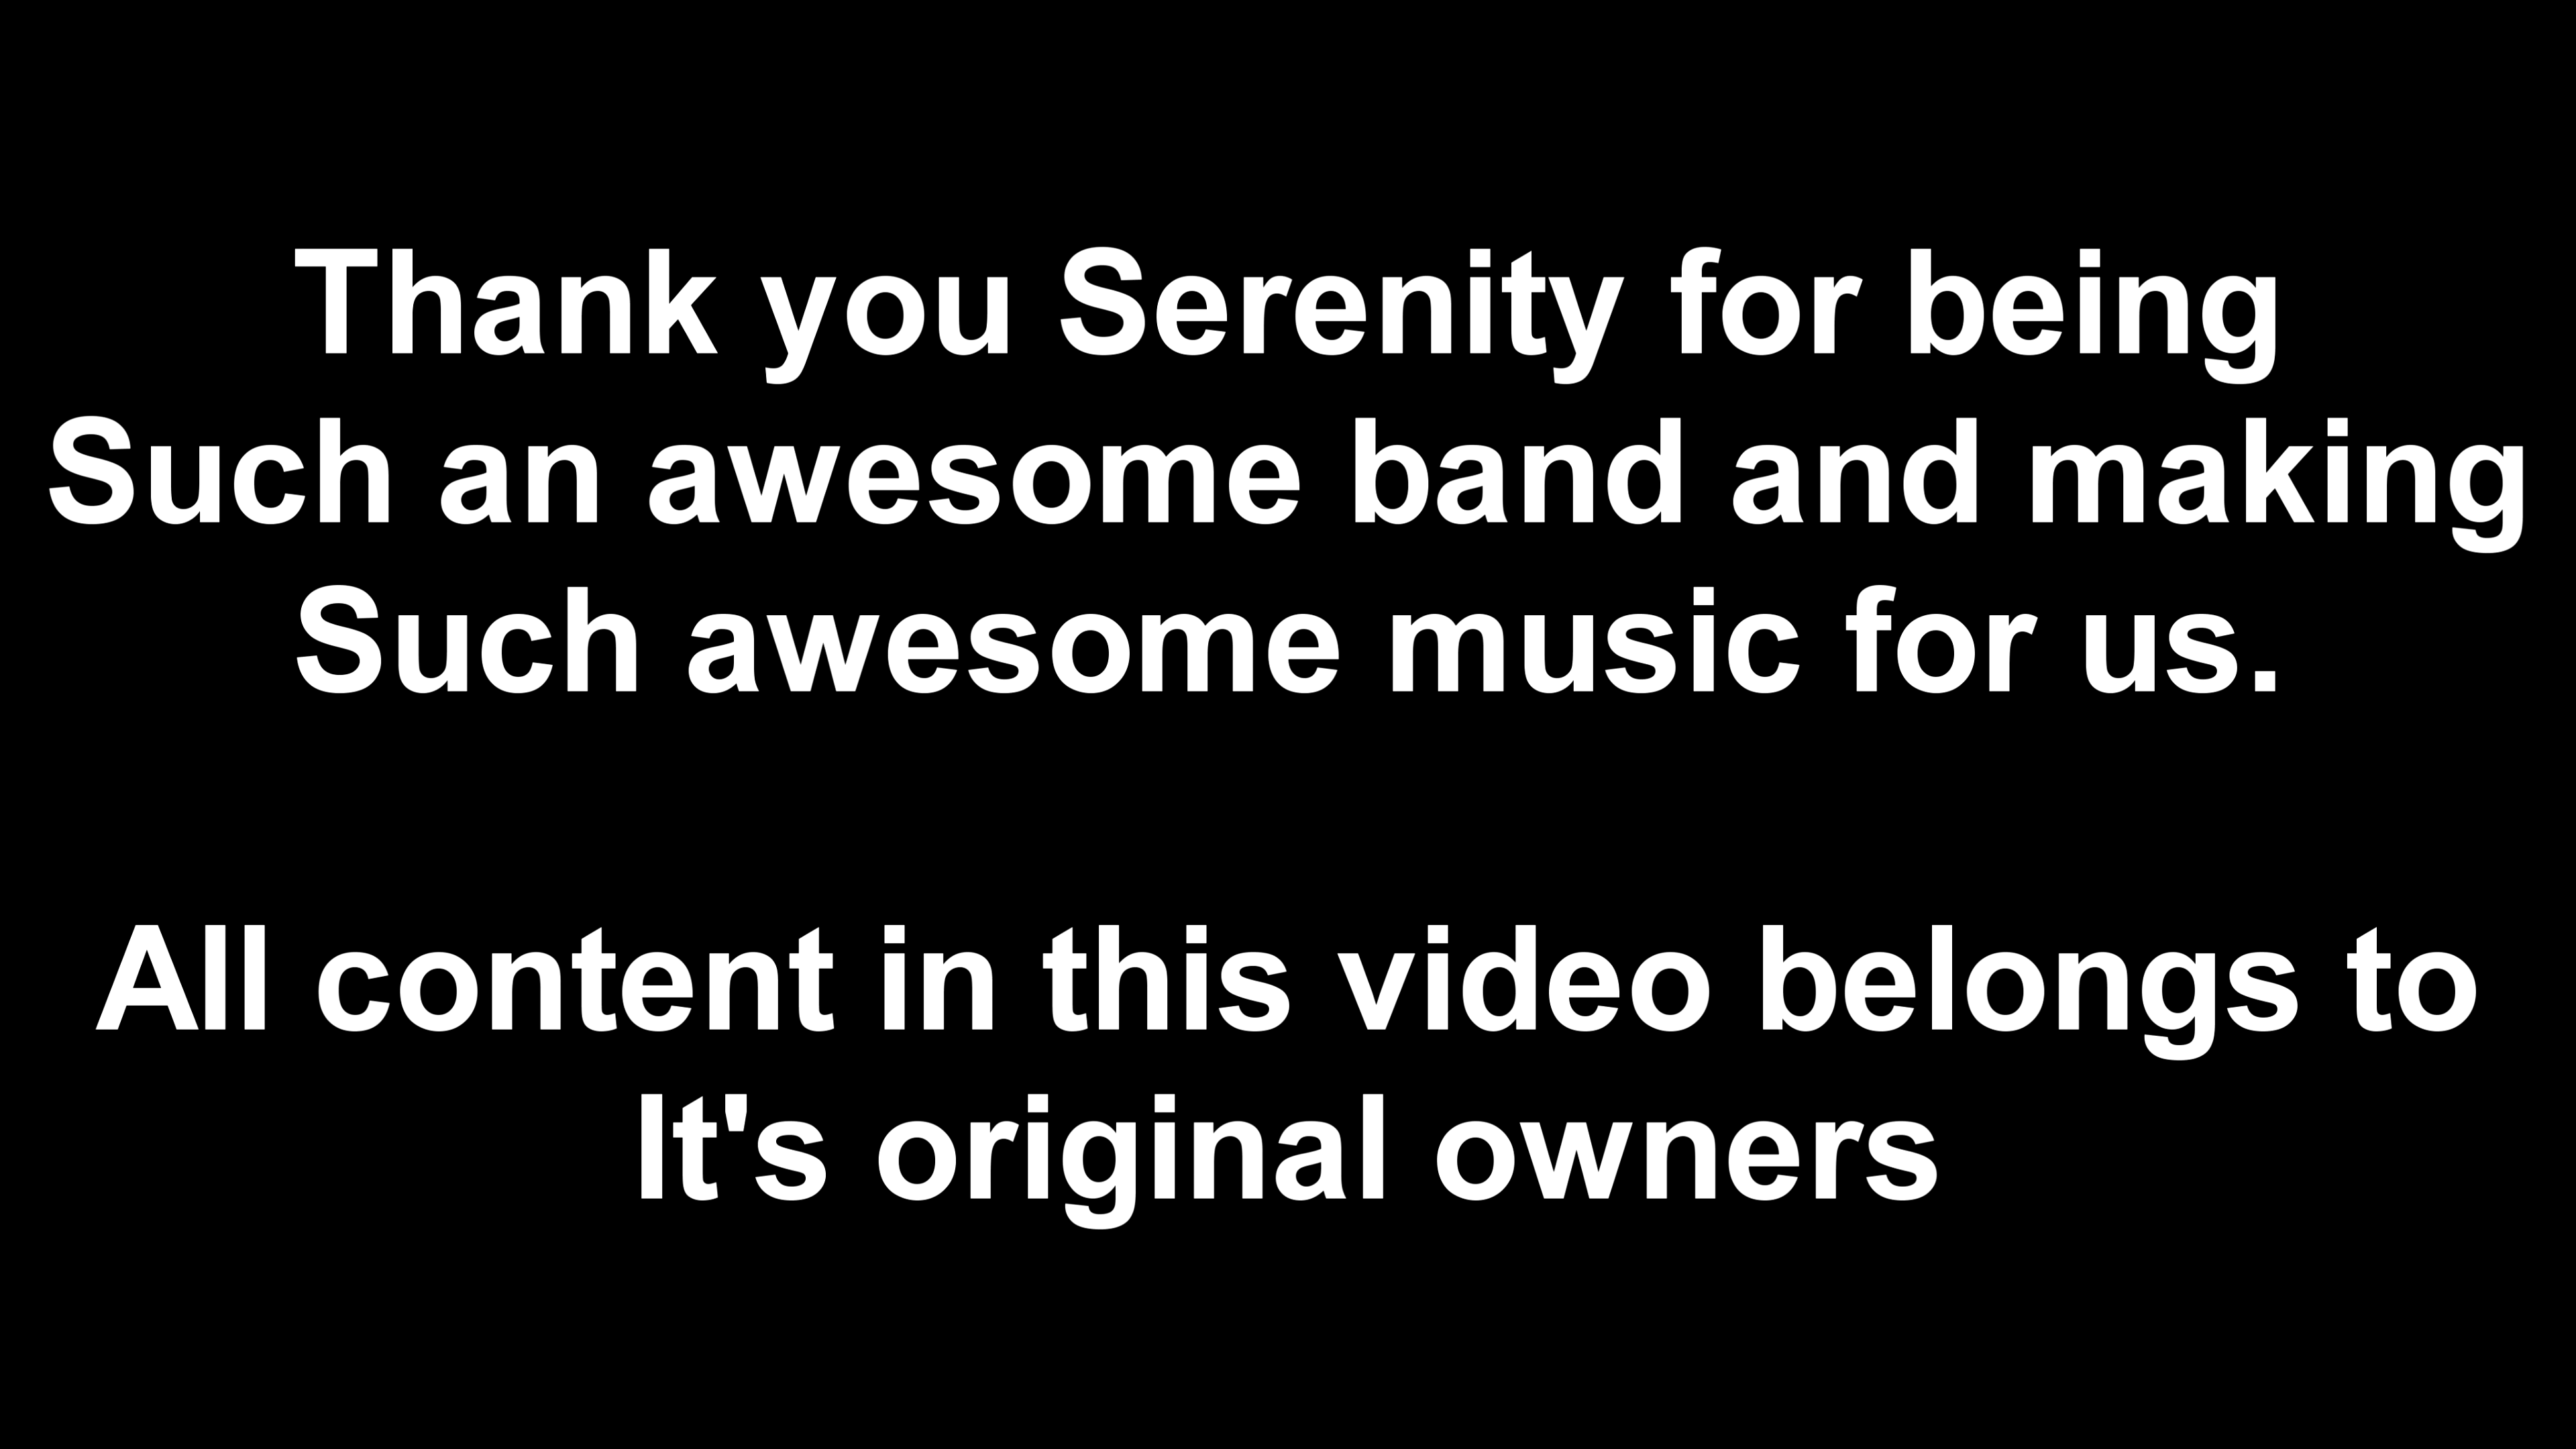 Thank you Serenity for being
Such an awesome band and making
Such awesome music for us.
All content in this video belongs to
It's original owners